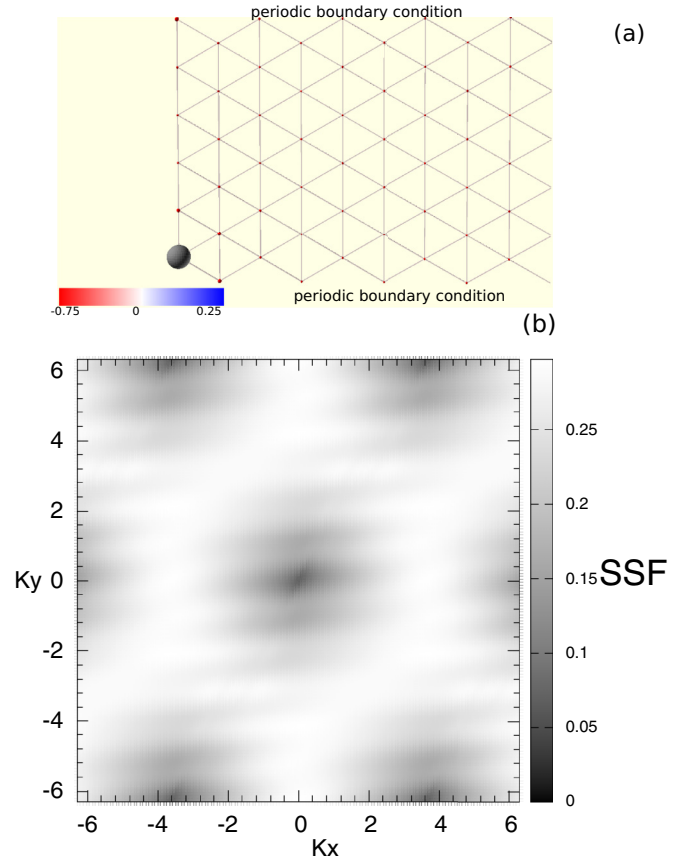 periodic boundary condition
(a)
periodic boundary condition
-0.75 0 0.25
(b)
6
4
2
Ky 0
-2
-4
-6
-6 -4 -2 0 2 4 6
Kx
0.25
0.2
0.15 SSF
0.1
0.05
0